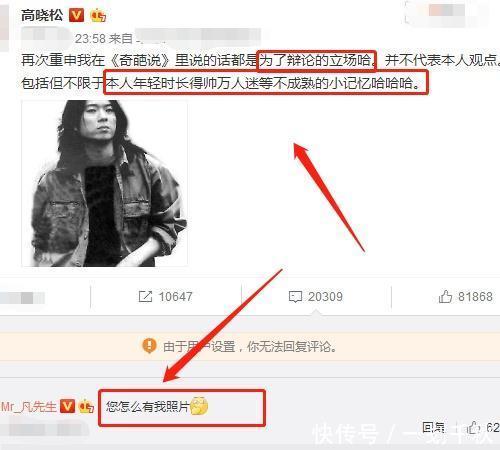 高晓松
23:58 来自
再次重申我在《奇葩说》里说的话都是为了辩论的立场哈。并不代表本人观点。
包括但不限于本人年轻时长得帅万人迷等不成熟的小记忆哈哈哈。
10647
20309
81868
由于用户设置，你无法回复评论。
Mr_凡先生
您怎么有我照片
回复
62
快传号／一刻千秋